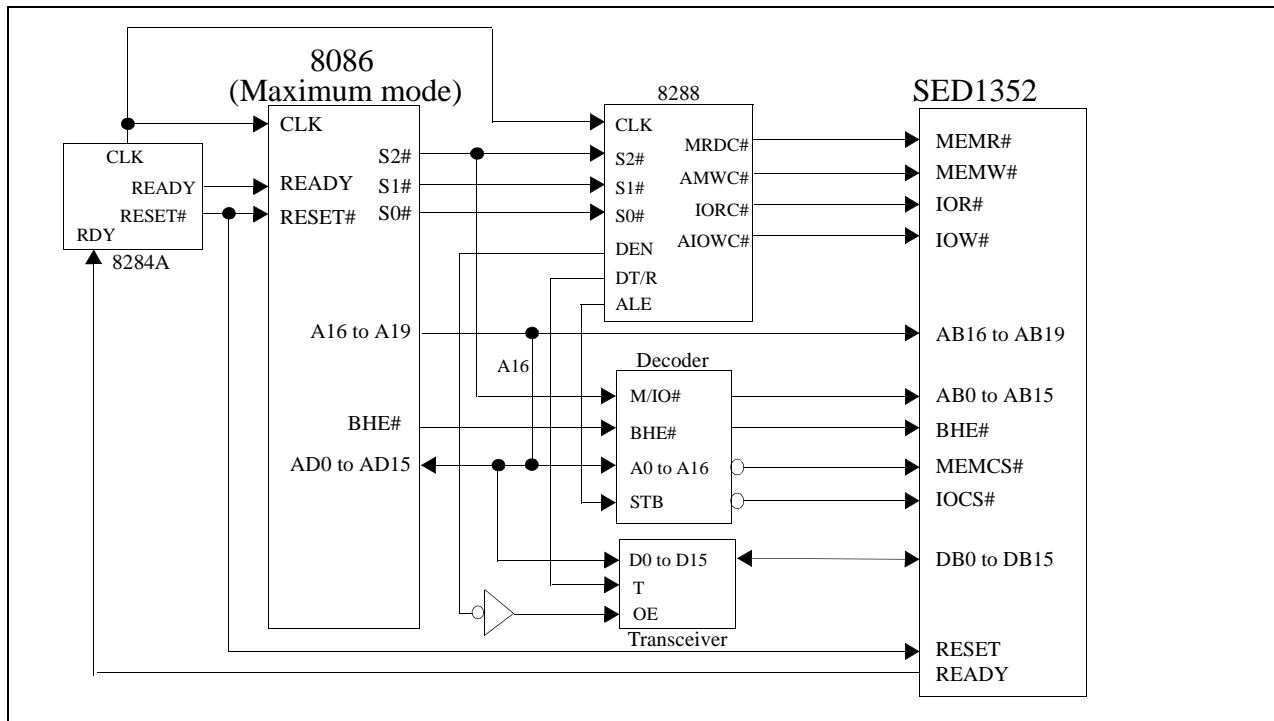 8086
(Maximum mode)
8288
SED1352
CLK
READY
RESET#
RDY
8284A
CLK
READY
RESET#
S2#
S1#
S0#
A16 to A19
BHE#
AD0 to AD15
A16
CLK
S2#
S1#
S0#
DEN
DT/R
ALE
MRDC#
AMWC#
IORC#
AIOWC#
Decoder
M/IO#
BHE#
A0 to A16
STB
D0 to D15
T
OE
Transceiver
MEMR#
MEMW#
IOR#
IOW#
AB16 to AB19
AB0 to AB15
BHE#
MEMCS#
IOCS#
DB0 to DB15
RESET
READY